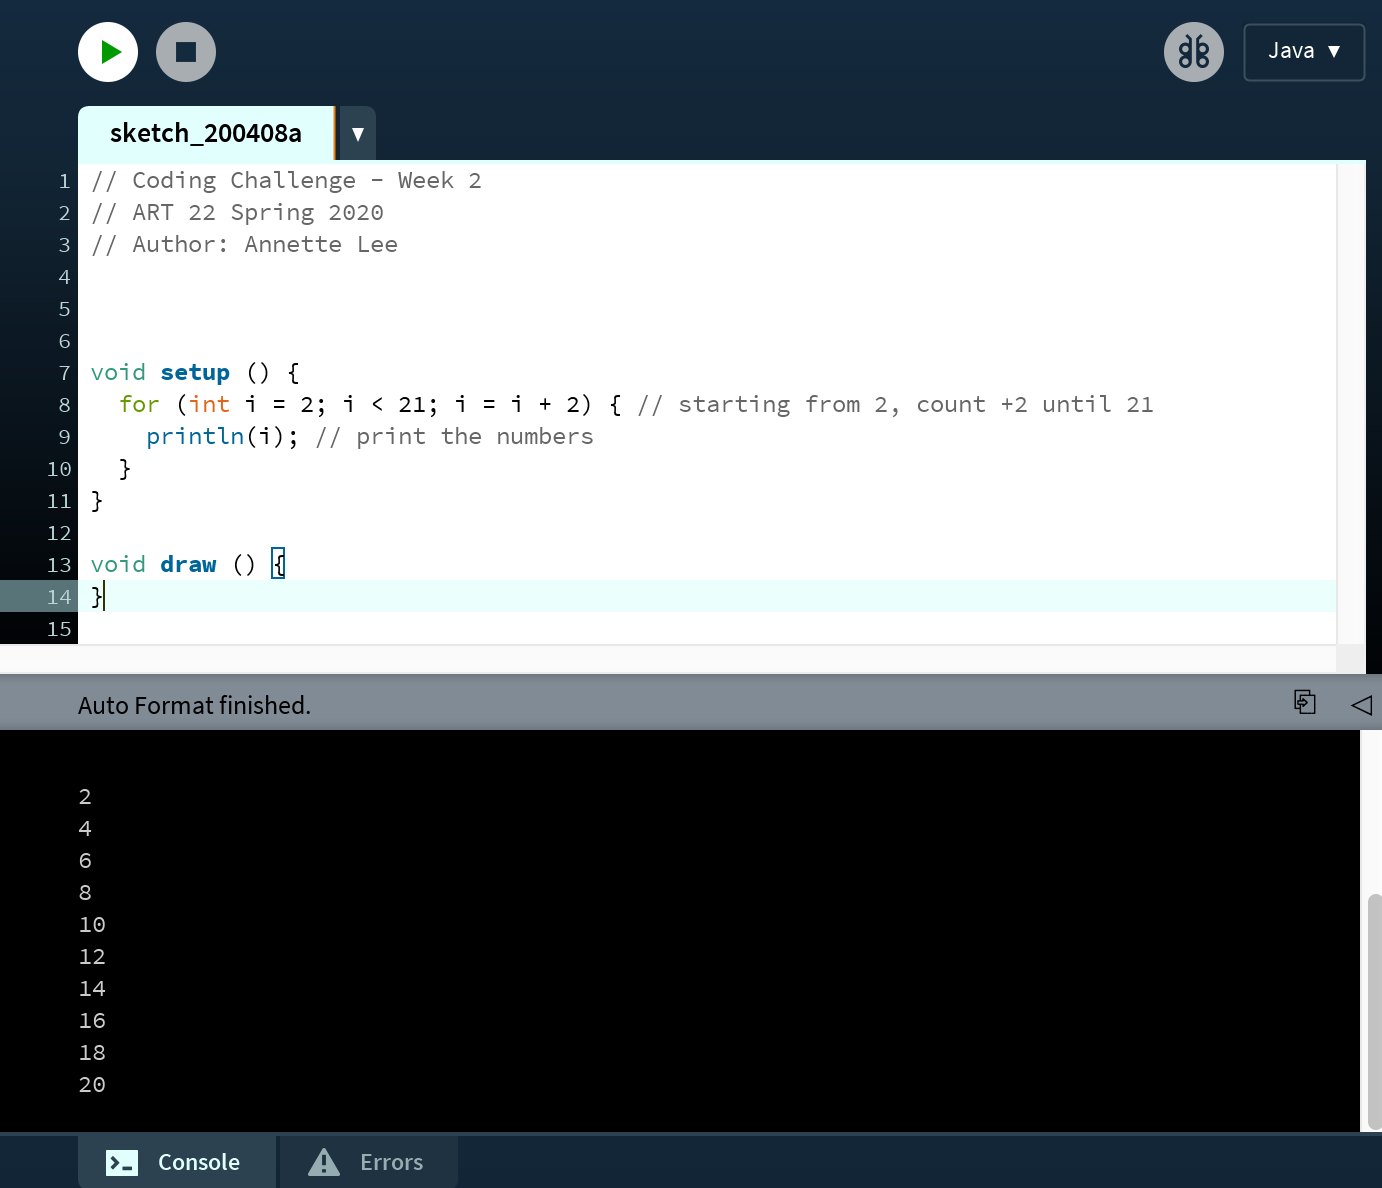 Java ▼
sketch_200408a ▼
1 // Coding Challenge - Week 2
2 // ART 22 Spring 2020
3 // Author: Annette Lee
4
5
6
7 void setup () {
8   for (int i = 2; i < 21; i = i + 2) { // starting from 2, count +2 until 21
9     println(i); // print the numbers
10   }
11 }
12
13 void draw () {
14 }
15
Auto Format finished.
2
4
6
8
10
12
14
16
18
20
Console Errors